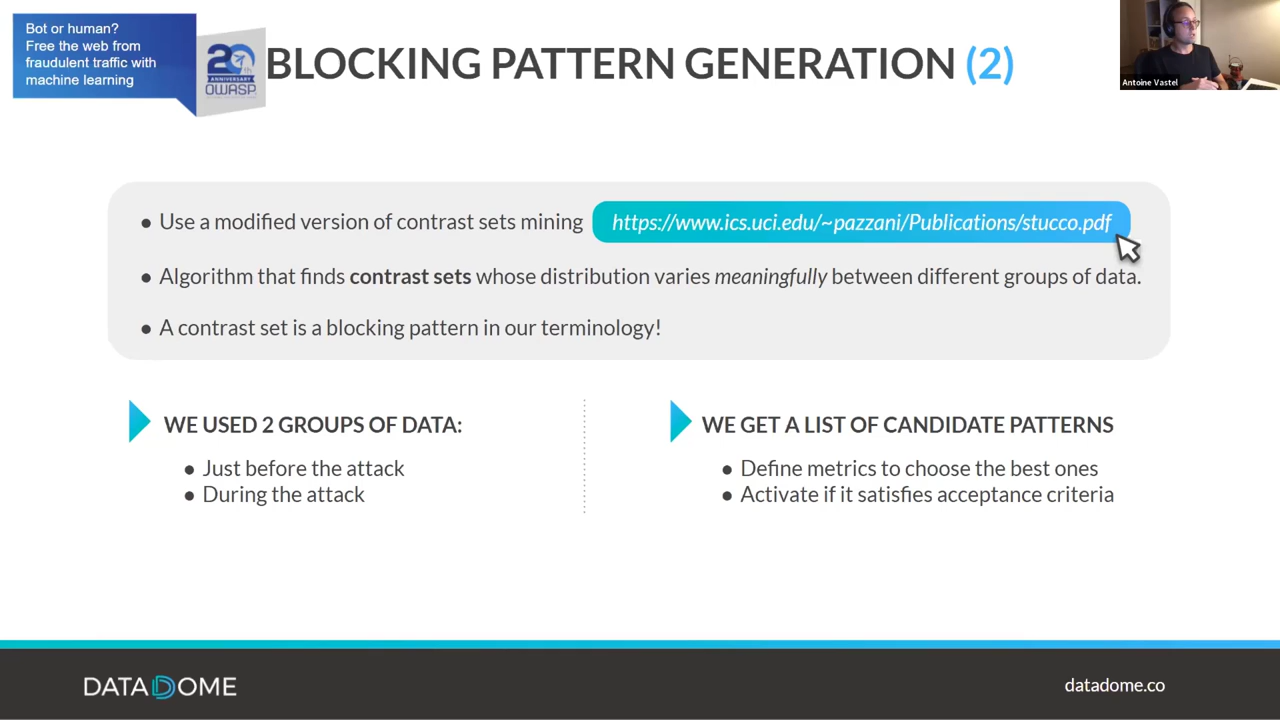 Bot or human?
Free the web from
fraudulent traffic with
machine learning
20
ANNIVERSARY
OWASP
BLOCKING PATTERN GENERATION (2)
Antoine Vastel
● Use a modified version of contrast sets mining https://www.ics.uci.edu/~pazzani/Publications/stucco.pdf
● Algorithm that finds contrast sets whose distribution varies meaningfully between different groups of data.
● A contrast set is a blocking pattern in our terminology!
WE USED 2 GROUPS OF DATA:
● Just before the attack
● During the attack
WE GET A LIST OF CANDIDATE PATTERNS
● Define metrics to choose the best ones
● Activate if it satisfies acceptance criteria
DATADOME
datadome.co